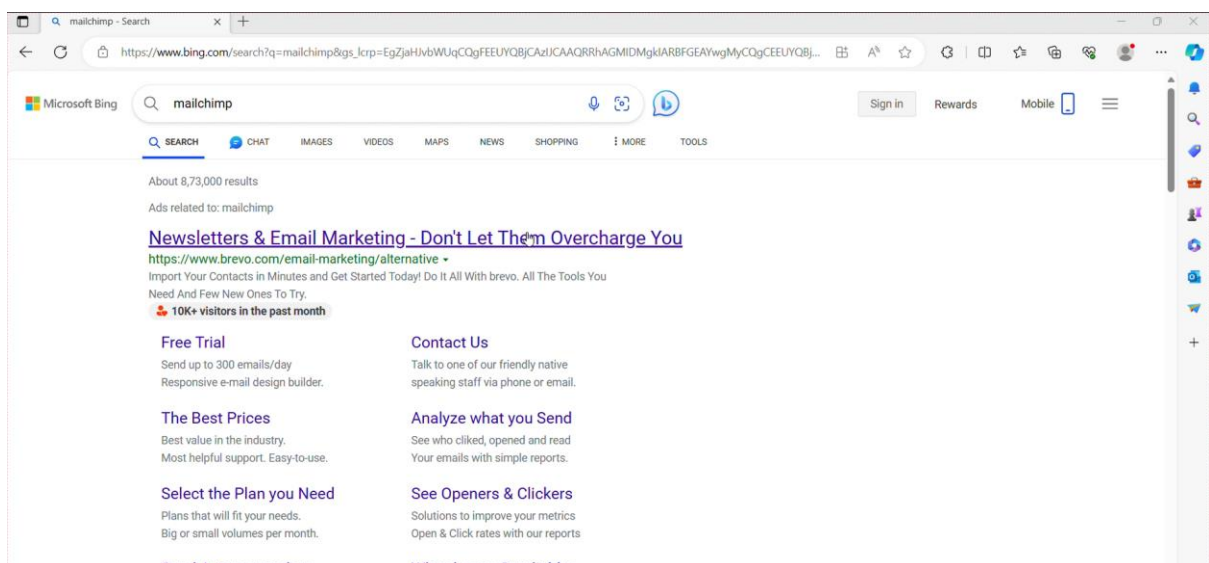 mailchimp - Search
https://www.bing.com/search?q=mailchimp&gs_lcrp=EgZjaHJvbWUqCQgFEEUYQBjCAzIJCAAQRRhAGMIDMgkIARBFGEAYwgMyCQgCEEUYQBj...
Microsoft Bing
mailchimp
Sign in
Rewards
Mobile
SEARCH
CHAT
IMAGES
VIDEOS
MAPS
NEWS
SHOPPING
MORE
TOOLS
About 8,73,000 results
Ads related to: mailchimp
Newsletters & Email Marketing - Don't Let Them Overcharge You
https://www.brevo.com/email-marketing/alternative
Import Your Contacts in Minutes and Get Started Today! Do It All With brevo. All The Tools You
Need And Few New Ones To Try.
10K+ visitors in the past month
Free Trial
Send up to 300 emails/day
Responsive e-mail design builder.
Contact Us
Talk to one of our friendly native
speaking staff via phone or email.
The Best Prices
Best value in the industry.
Most helpful support. Easy-to-use.
Analyze what you Send
See who cliked, opened and read
Your emails with simple reports.
Select the Plan you Need
Plans that will fit your needs.
Big or small volumes per month.
See Openers & Clickers
Solutions to improve your metrics
Open & Click rates with our reports